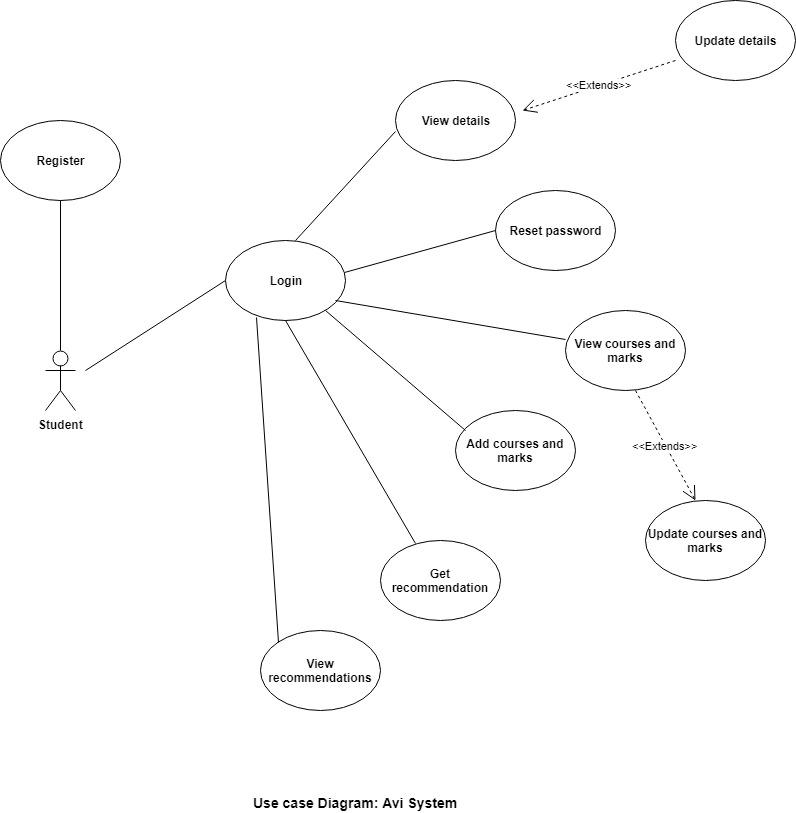 Update details
<<Extends>>
View details
Register
Reset password
Login
View courses and
marks
Student
Add courses and
marks
<<Extends>>
Update courses and
marks
Get
recommendation
View
recommendations
Use case Diagram: Avi System